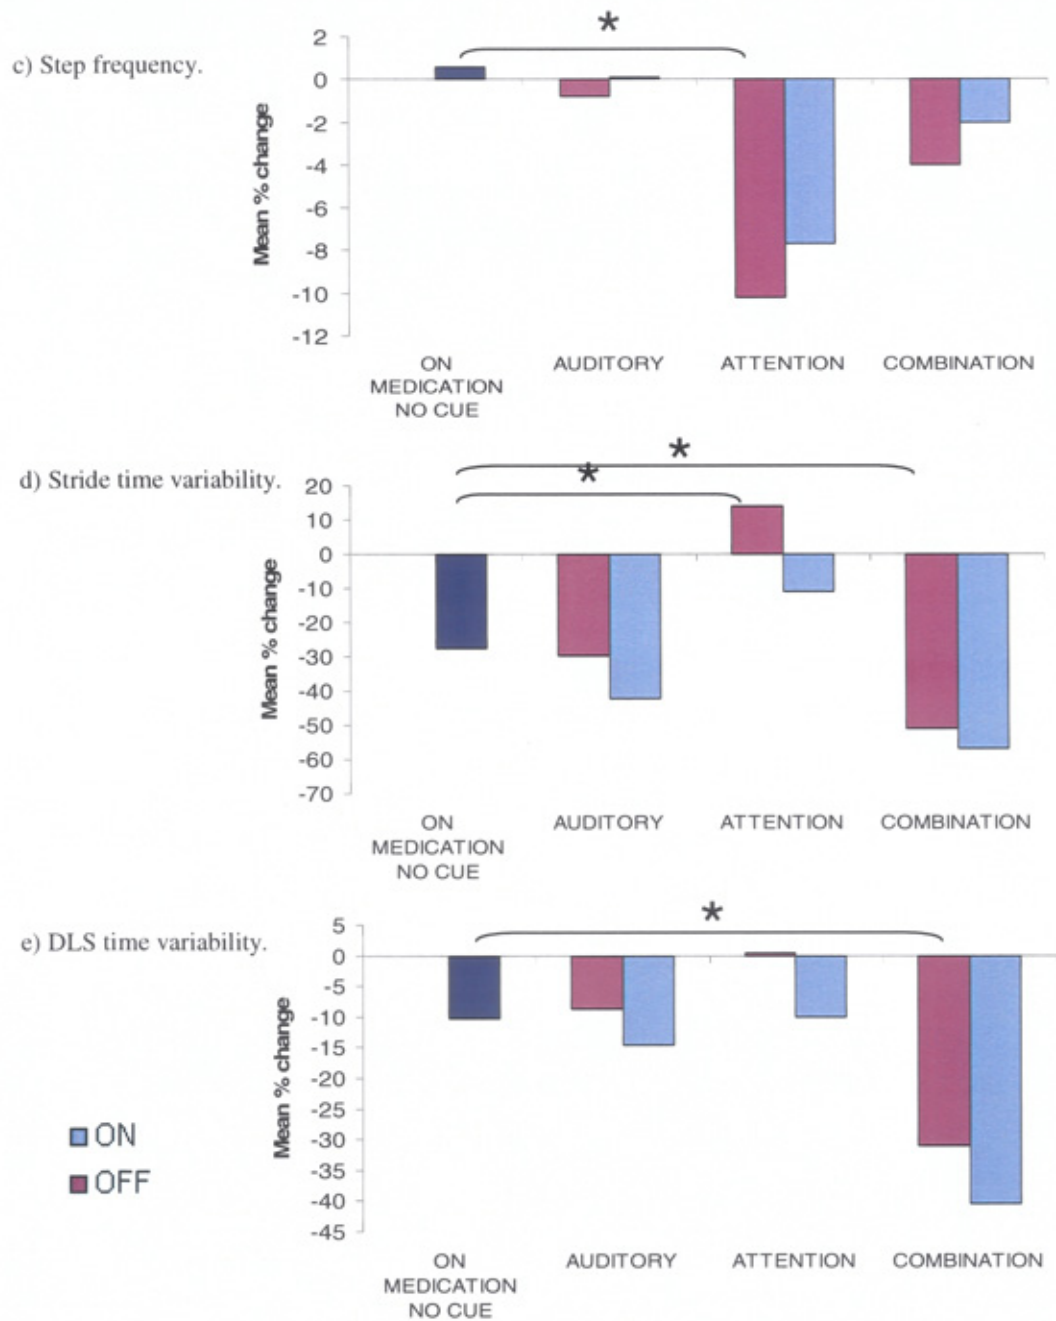 c) Step frequency.
*
Mean % change
2
0
-2
-4
-6
-8
-10
-12
ON
MEDICATION
NO CUE
AUDITORY
ATTENTION
COMBINATION
d) Stride time variability.
*
*
Mean % change
20
10
0
-10
-20
-30
-40
-50
-60
-70
ON
MEDICATION
NO CUE
AUDITORY
ATTENTION
COMBINATION
e) DLS time variability.
*
Mean % change
5
0
-5
-10
-15
-20
-25
-30
-35
-40
-45
ON
OFF
ON
MEDICATION
NO CUE
AUDITORY
ATTENTION
COMBINATION